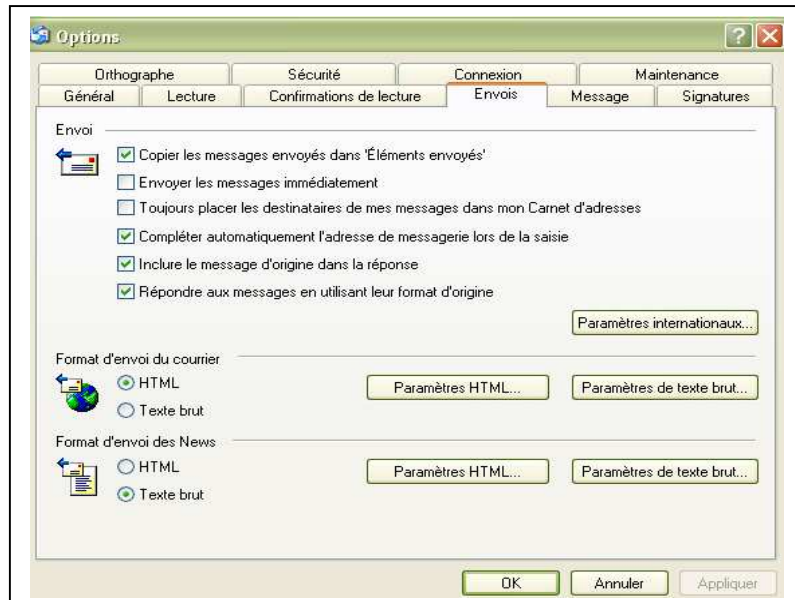 Options
Orthographe Sécurité Connexion Maintenance
Général Lecture Confirmations de lecture Envois Message Signatures
Envoi
Copier les messages envoyés dans 'Éléments envoyés'
Envoyer les messages immédiatement
Toujours placer les destinataires de mes messages dans mon Carnet d'adresses
Compléter automatiquement l'adresse de messagerie lors de la saisie
Inclure le message d'origine dans la réponse
Répondre aux messages en utilisant leur format d'origine
Paramètres internationaux...
Format d'envoi du courrier
HTML Paramètres HTML... Paramètres de texte brut...
Texte brut
Format d'envoi des News
HTML Paramètres HTML... Paramètres de texte brut...
Texte brut
OK Annuler Appliquer